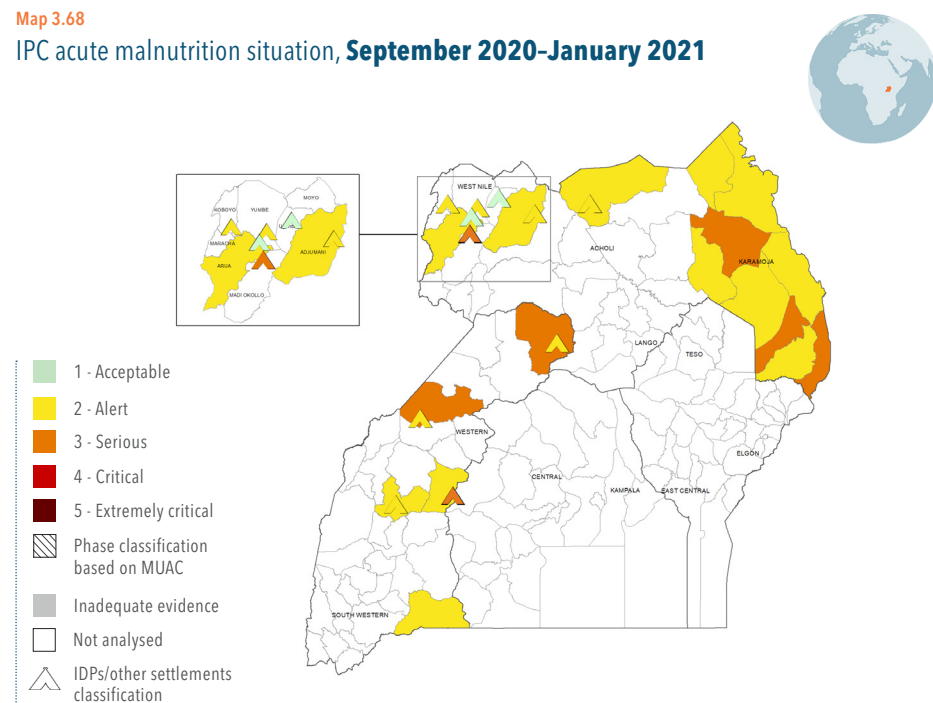 Map 3.68
IPC acute malnutrition situation, September 2020–January 2021
WEST NILE
MOYO
KOBOYO
YUMBE
MARACHA
ARUA
ADJUMANI
MADI OKOLLO
ACHOLI
KARAMOJA
LANGO
TESO
WESTERN
ELGON
CENTRAL
KAMPALA
EAST CENTRAL
SOUTH WESTERN
1 - Acceptable
2 - Alert
3 - Serious
4 - Critical
5 - Extremely critical
Phase classification
based on MUAC
Inadequate evidence
Not analysed
IDPs/other settlements
classification